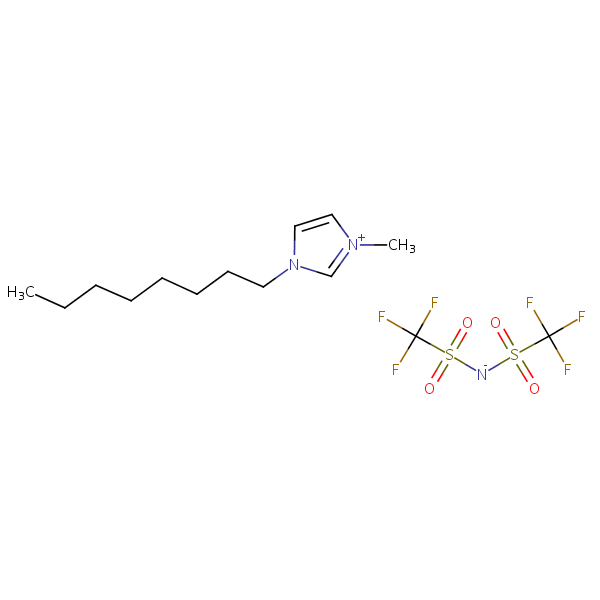 N+
CH3
N
H3C
F F F
F O O F
S S
F N- F
O O